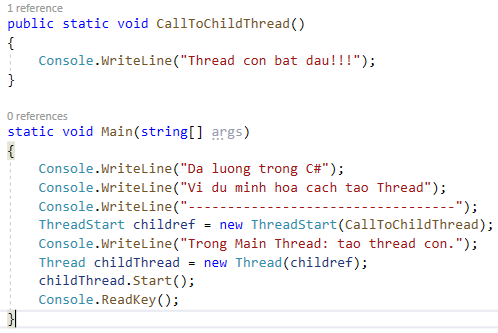 1 reference
public static void CallToChildThread()
{
Console.WriteLine("Thread con bat dau!!!");
}
0 references
static void Main(string[] args)
{
Console.WriteLine("Da luong trong C#");
Console.WriteLine("Vi du minh hoa cach tao Thread");
Console.WriteLine("----------------------------------");
ThreadStart childref = new ThreadStart(CallToChildThread);
Console.WriteLine("Trong Main Thread: tao thread con.");
Thread childThread = new Thread(childref);
childThread.Start();
Console.ReadKey();
}